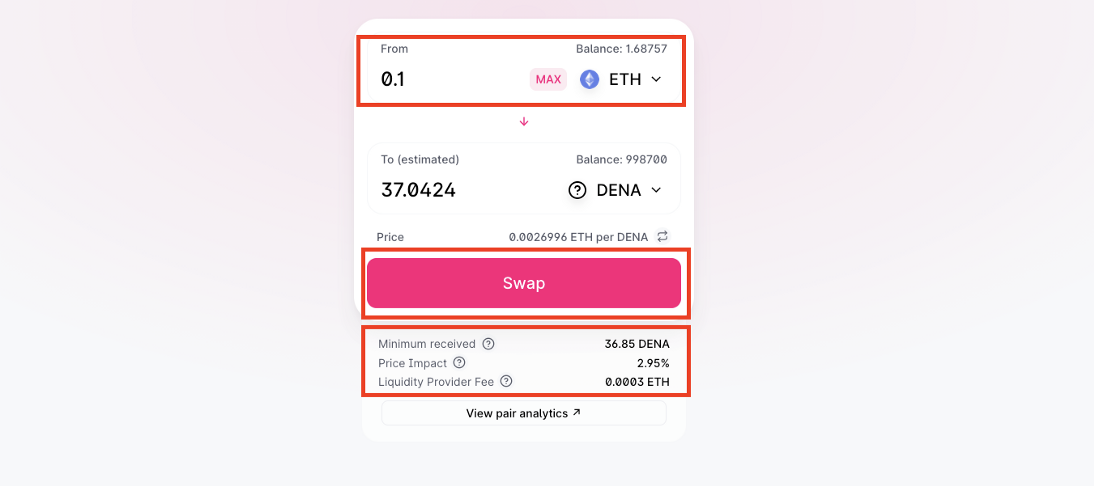 From Balance: 1.68757
0.1 MAX ETH
To (estimated) Balance: 998700
37.0424 DENA
Price 0.0026996 ETH per DENA
Swap
Minimum received ? 36.85 DENA
Price Impact ? 2.95%
Liquidity Provider Fee ? 0.0003 ETH
View pair analytics ↗